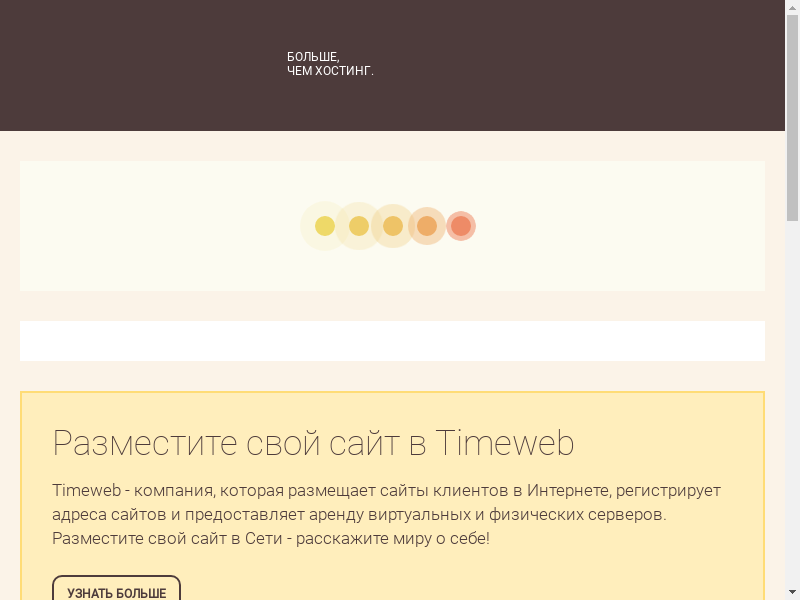 БОЛЬШЕ,
ЧЕМ ХОСТИНГ.
Разместите свой сайт в Timeweb
Timeweb - компания, которая размещает сайты клиентов в Интернете, регистрирует
адреса сайтов и предоставляет аренду виртуальных и физических серверов.
Разместите свой сайт в Сети - расскажите миру о себе!
УЗНАТЬ БОЛЬШЕ